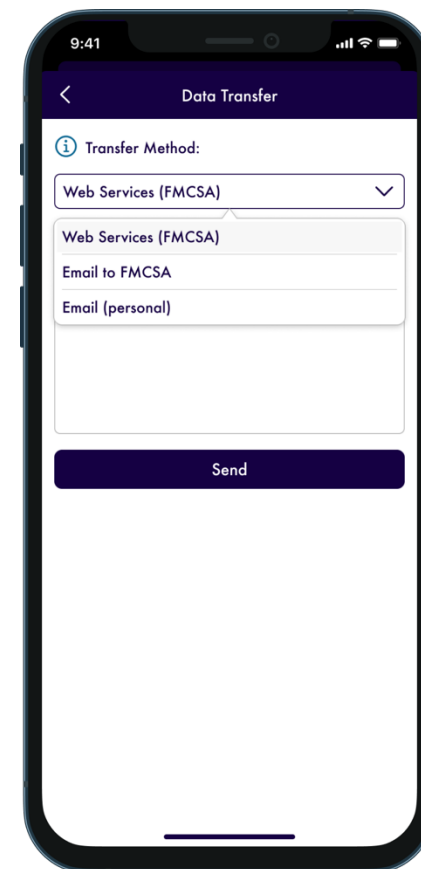 9:41
Data Transfer
Transfer Method:
Web Services (FMCSA)
Web Services (FMCSA)
Email to FMCSA
Email (personal)
Send